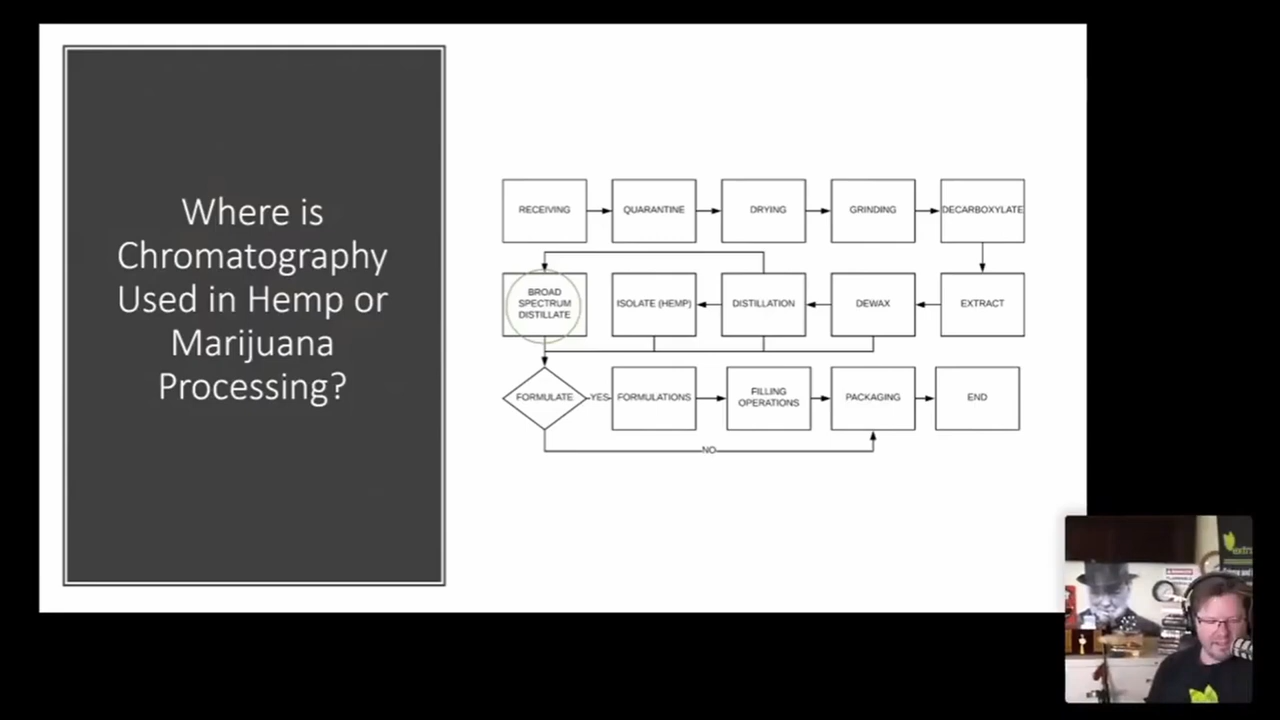 Where is
Chromatography
Used in Hemp or
Marijuana
Processing?
RECEIVING
QUARANTINE
DRYING
GRINDING
DECARBOXYLATE
BROAD
SPECTRUM
DISTILLATE
ISOLATE (HEMP)
DISTILLATION
DEWAX
EXTRACT
FORMULATE
YES
FORMULATIONS
FILLING
OPERATIONS
PACKAGING
END
NO